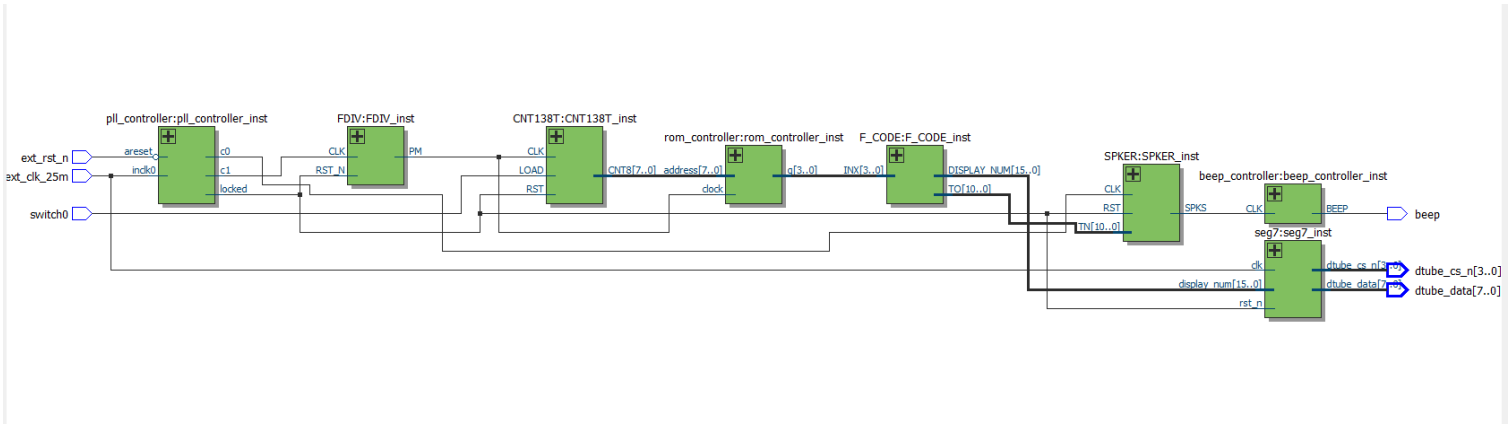 pll_controller:pll_controller_inst
FDIV:FDIV_inst
CNT138T:CNT138T_inst
rom_controller:rom_controller_inst
F_CODE:F_CODE_inst
SPKER:SPKER_inst
beep_controller:beep_controller_inst
seg7:seg7_inst
ext_rst_n
ext_clk_25m
switch0
areset
inclk0
c0
c1
locked
CLK
RST_N
PM
CLK
LOAD
RST
CNT8[7..0]
address[7..0]
clock
q[3..0]
INX[3..0]
DISPLAY_NUM[15..0]
TO[10..0]
CLK
RST
TN[10..0]
SPKS
CLK
BEEP
beep
clk
display_num[15..0]
rst_n
dtube_cs_n[3..0]
dtube_data[7..0]
dtube_cs_n[3..0]
dtube_data[7..0]